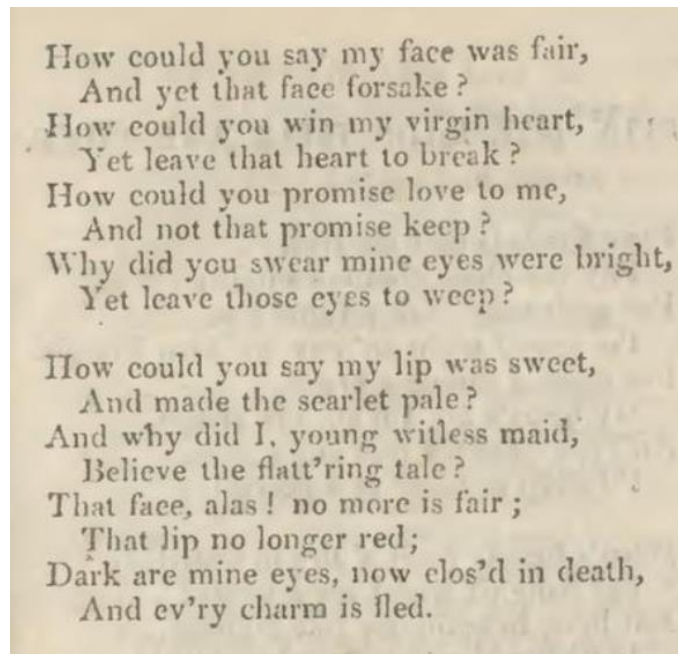 How could you say my face was fair,
And yet that face forsake?
How could you win my virgin heart,
Yet leave that heart to break?
How could you promise love to me,
And not that promise keep?
Why did you swear mine eyes were bright,
Yet leave those eyes to weep?
How could you say my lip was sweet,
And made the scarlet pale?
And why did I, young witless maid,
Believe the flatt'ring tale?
That face, alas! no more is fair;
That lip no longer red;
Dark are mine eyes, now clos'd in death,
And ev'ry charm is fled.